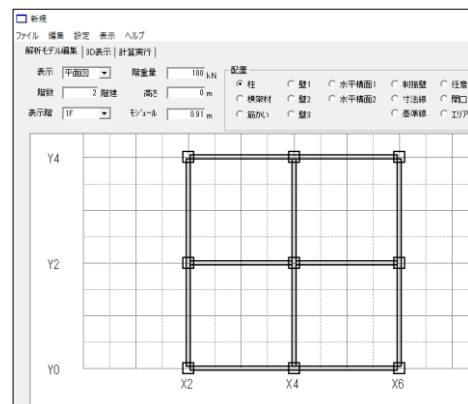 新規
ファイル 編集 設定 表示 ヘルプ
解析モデル編集 3D表示 計算実行
表示 平面図 階重量 100 kN 配置
柱 壁1 水平構面1 制振壁 任意
階数 2 階建 高さ 0 m
横架材 壁2 水平構面2 寸法線 開口
表示階 1F モジュール 0.91 m
筋かい 壁3 基準線 エリア
Y4
Y2
Y0
X2 X4 X6